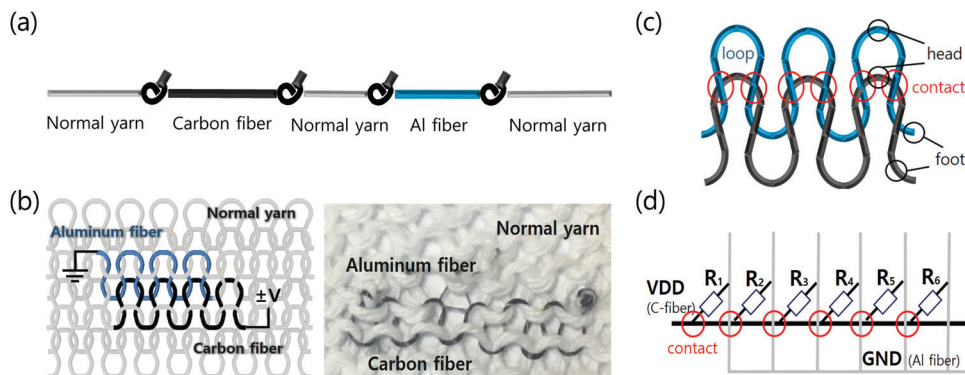 (a)
Normal yarn Carbon fiber Normal yarn Al fiber Normal yarn
(b)
Normal yarn
Aluminum fiber
±V
Carbon fiber
Normal yarn
Aluminum fiber
Carbon fiber
(c)
loop
head
contact
foot
(d)
R1 R2 R3 R4 R5 R6
VDD
(C-fiber)
contact
GND (Al fiber)